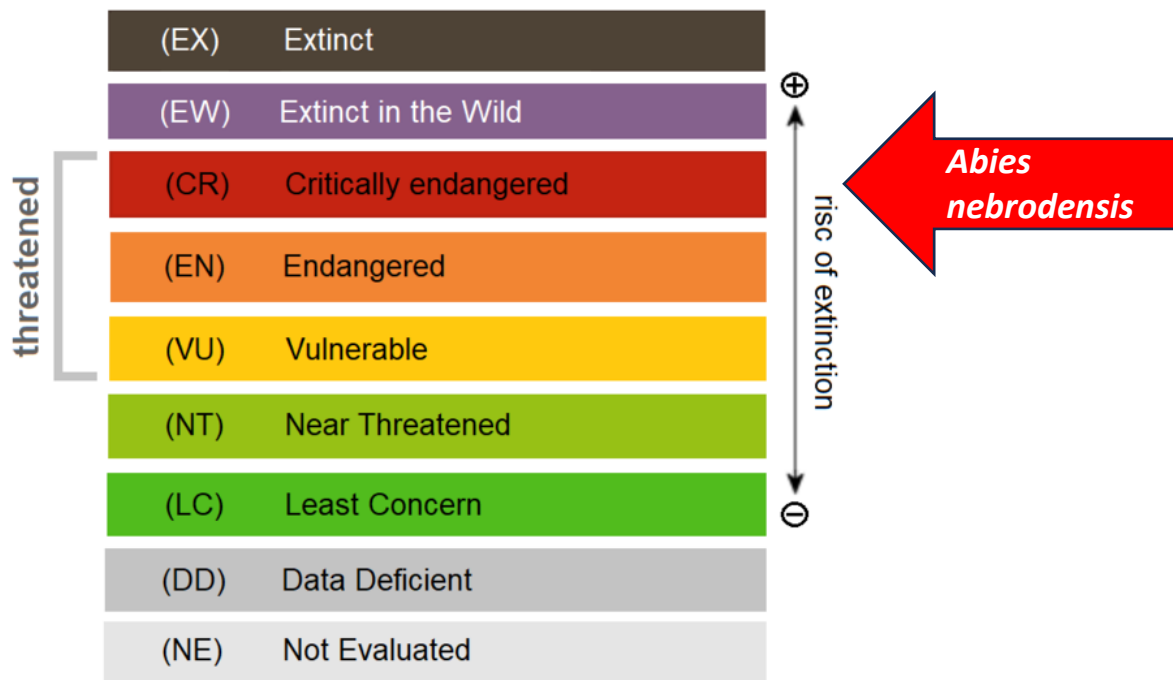 (EX) Extinct
(EW) Extinct in the Wild
(CR) Critically endangered
(EN) Endangered
(VU) Vulnerable
(NT) Near Threatened
(LC) Least Concern
(DD) Data Deficient
(NE) Not Evaluated
threatened
risc of extinction
Abies
nebrodensis